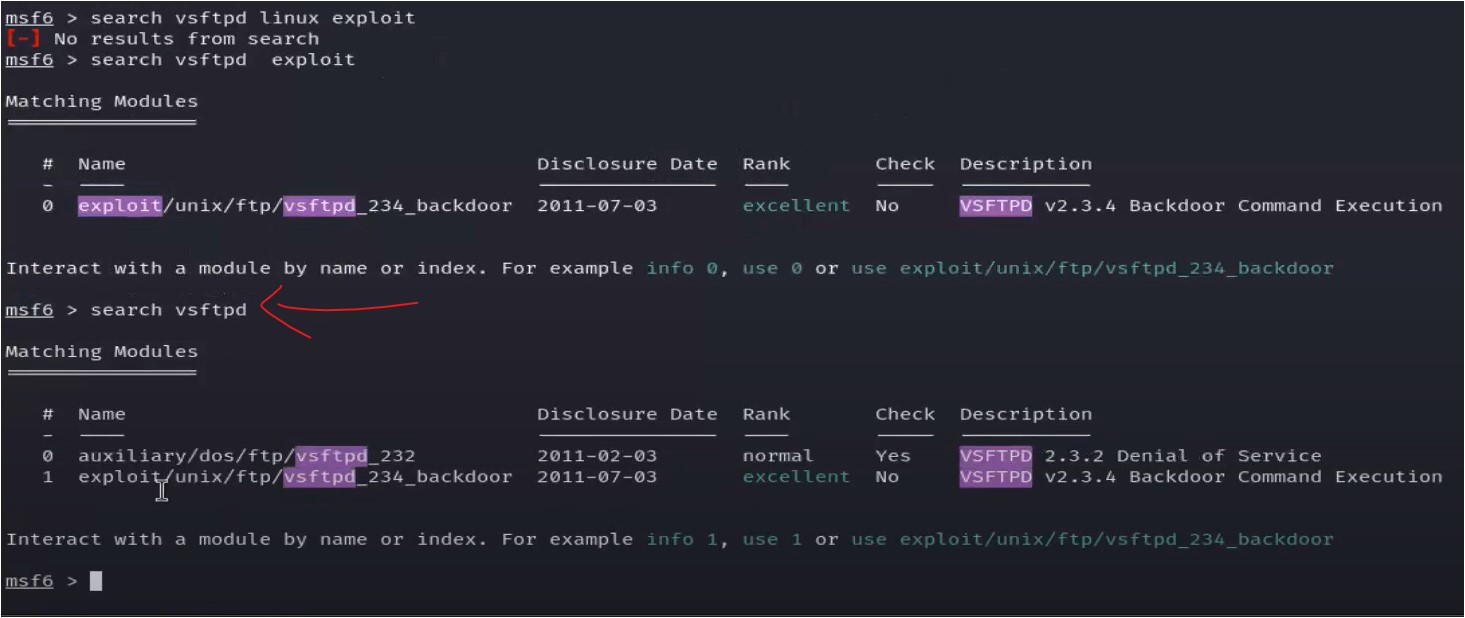 msf6 > search vsftpd linux exploit
[-] No results from search
msf6 > search vsftpd  exploit
Matching Modules
================
# Name Disclosure Date Rank Check Description
- ---- --------------- ---- ----- -----------
0 exploit/unix/ftp/vsftpd_234_backdoor 2011-07-03 excellent No VSFTPD v2.3.4 Backdoor Command Execution
Interact with a module by name or index. For example info 0, use 0 or use exploit/unix/ftp/vsftpd_234_backdoor
msf6 > search vsftpd
Matching Modules
================
# Name Disclosure Date Rank Check Description
- ---- --------------- ---- ----- -----------
0 auxiliary/dos/ftp/vsftpd_232 2011-02-03 normal Yes VSFTPD 2.3.2 Denial of Service
1 exploit/unix/ftp/vsftpd_234_backdoor 2011-07-03 excellent No VSFTPD v2.3.4 Backdoor Command Execution
Interact with a module by name or index. For example info 1, use 1 or use exploit/unix/ftp/vsftpd_234_backdoor
msf6 >